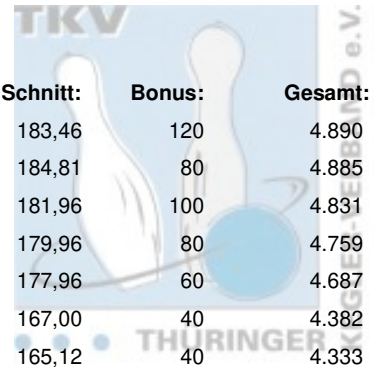 TKV
Schnitt: Bonus: Gesamt:
183,46 120 4.890
184,81 80 4.885
181,96 100 4.831
179,96 80 4.759
177,96 60 4.687
167,00 40 4.382
165,12 40 4.333
THÜRINGER
KEGLER-VERBAND e.V.